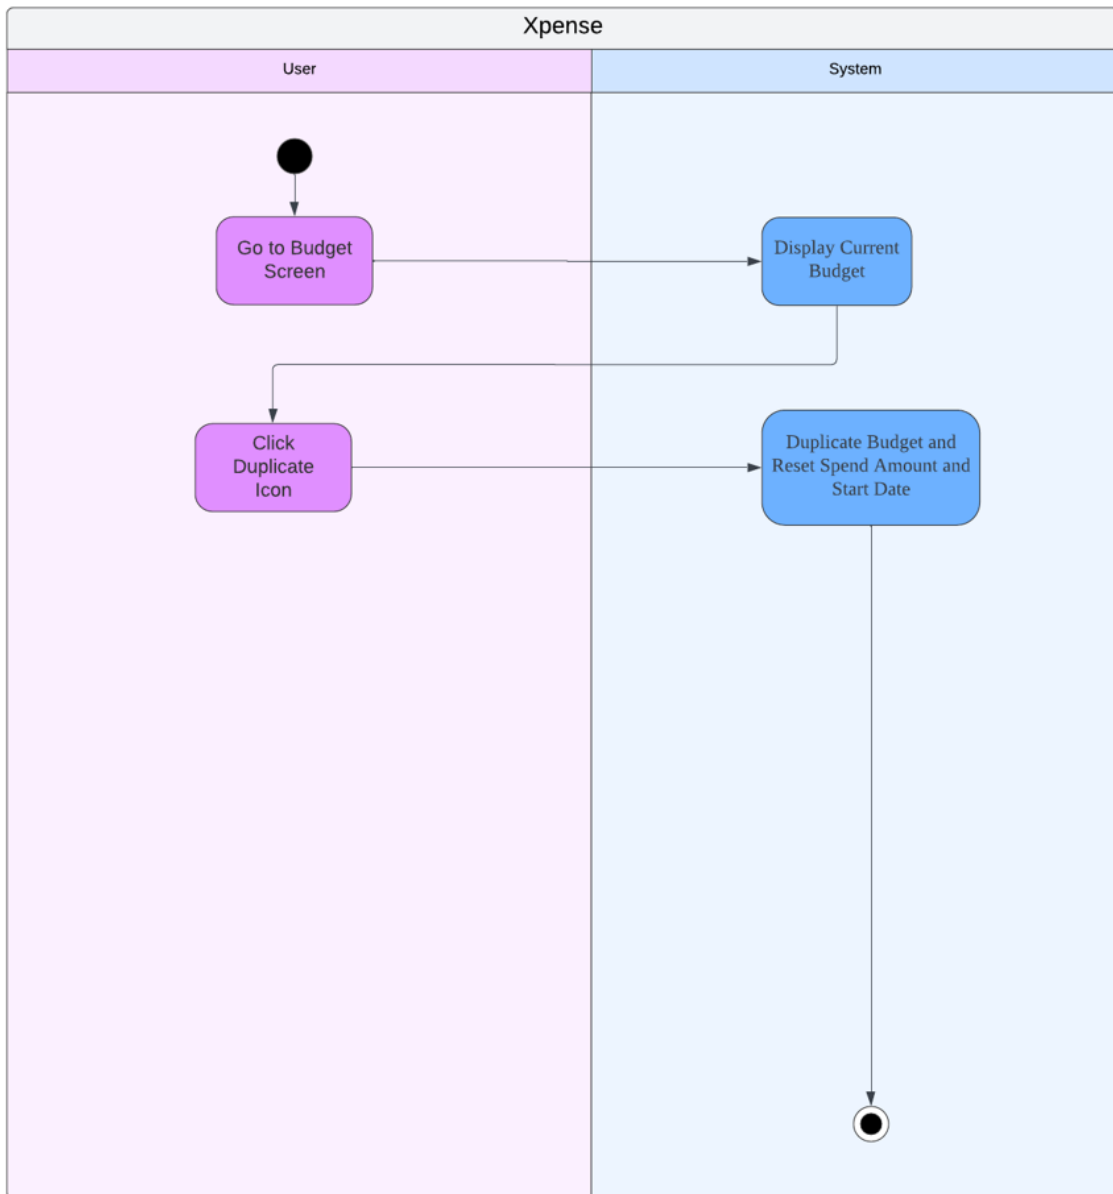 Xpense
User
System
Go to Budget
Screen
Display Current
Budget
Click
Duplicate
Icon
Duplicate Budget and
Reset Spend Amount and
Start Date